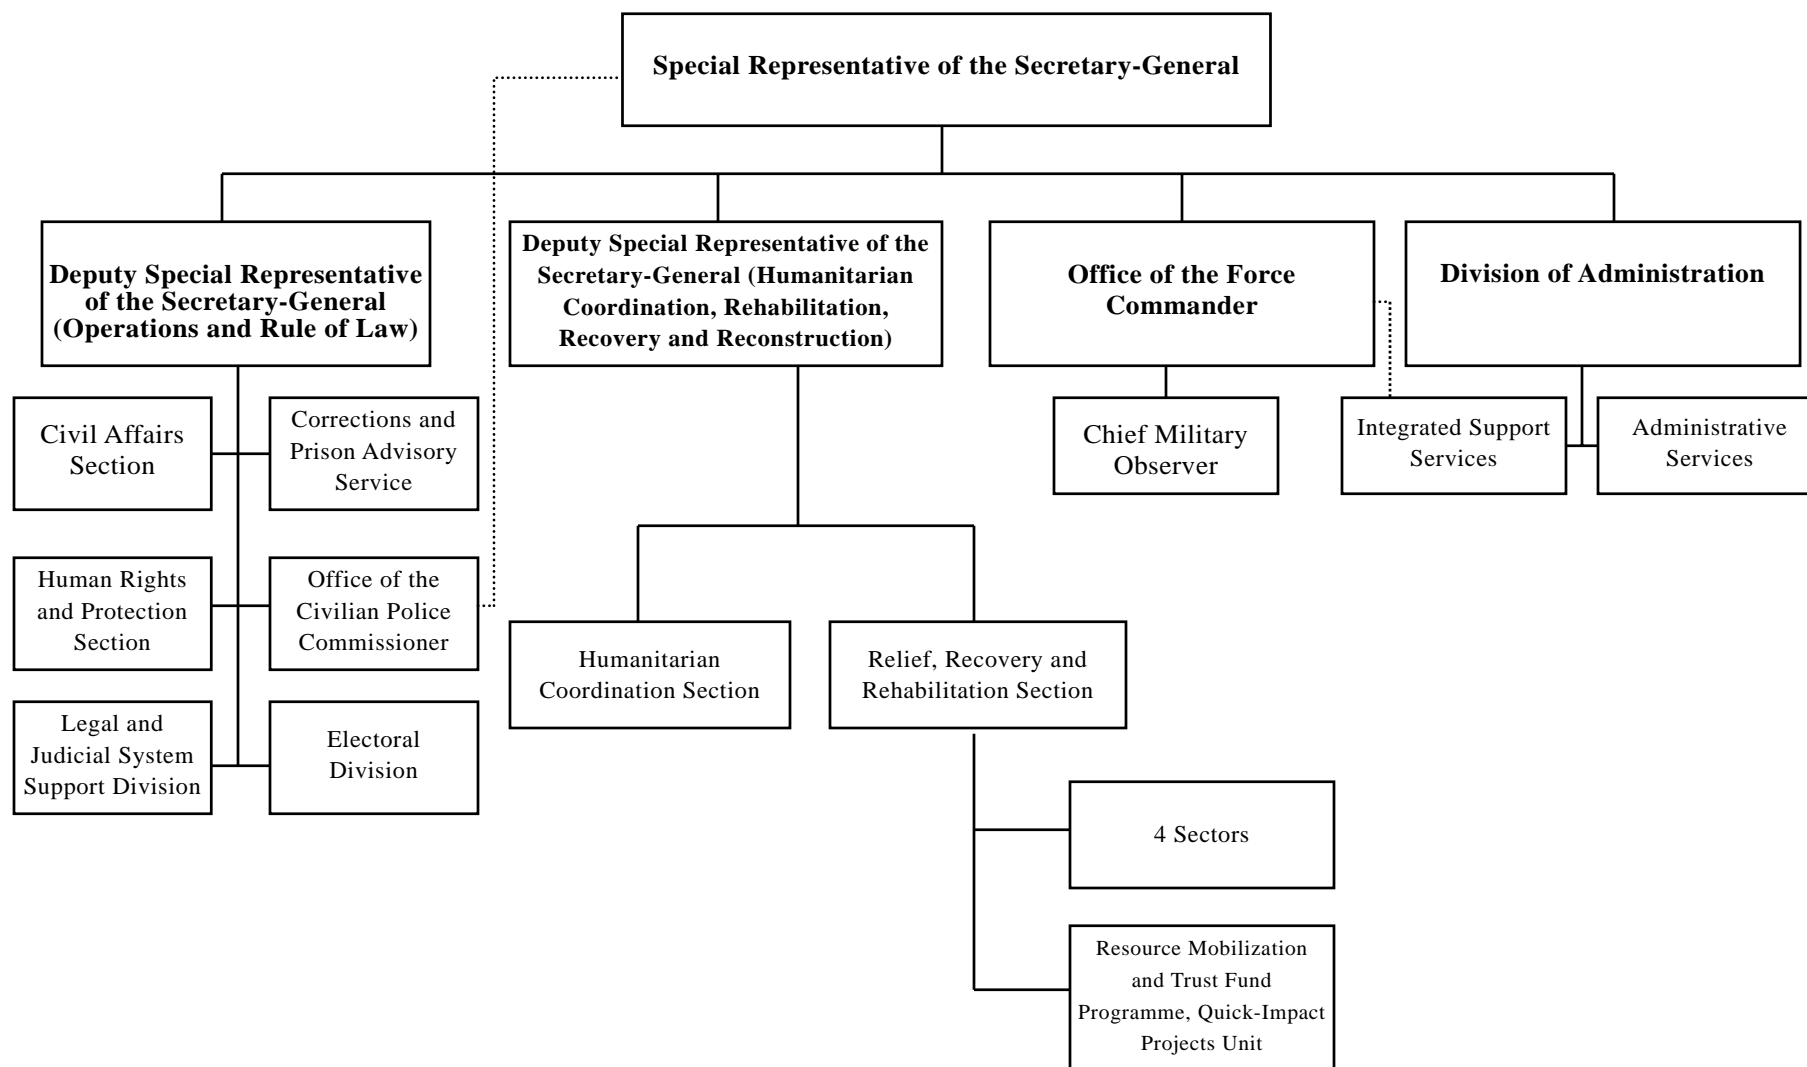 Special Representative of the Secretary-General
Deputy Special Representative
of the Secretary-General
(Operations and Rule of Law)
Deputy Special Representative of the
Secretary-General (Humanitarian
Coordination, Rehabilitation,
Recovery and Reconstruction)
Office of the Force
Commander
Division of Administration
Civil Affairs
Section
Corrections and
Prison Advisory
Service
Chief Military
Observer
Integrated Support
Services
Administrative
Services
Human Rights
and Protection
Section
Office of the
Civilian Police
Commissioner
Humanitarian
Coordination Section
Relief, Recovery and
Rehabilitation Section
Legal and
Judicial System
Support Division
Electoral
Division
4 Sectors
Resource Mobilization
and Trust Fund
Programme, Quick-Impact
Projects Unit